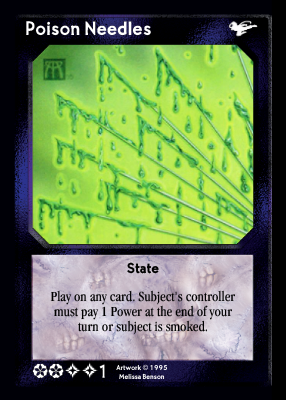 Poison Needles
State
Play on any card. Subject's controller
must pay 1 Power at the end of your
turn or subject is smoked.
1
Artwork © 1995
Melissa Benson